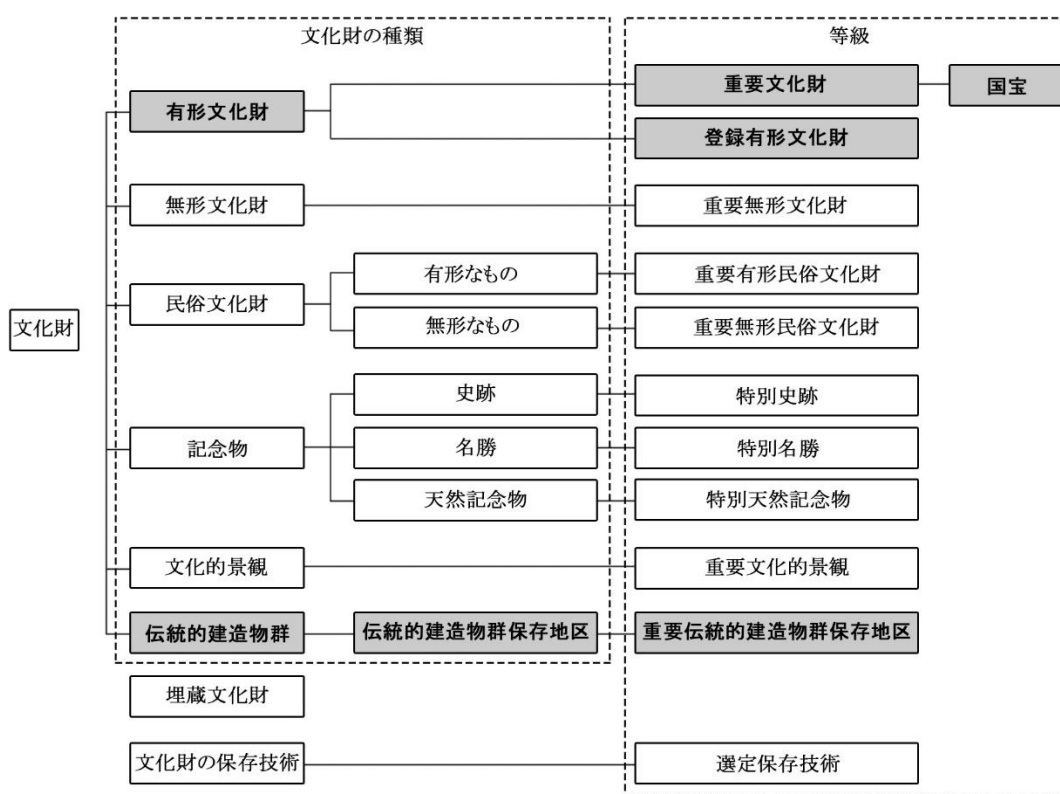 文化財の種類
等級
有形文化財
重要文化財
国宝
登録有形文化財
無形文化財
重要無形文化財
有形なもの
重要有形民俗文化財
民俗文化財
無形なもの
重要無形民俗文化財
文化財
史跡
特別史跡
記念物
名勝
特別名勝
天然記念物
特別天然記念物
文化的景観
重要文化的景観
伝統的建造物群
伝統的建造物群保存地区
重要伝統的建造物群保存地区
埋蔵文化財
文化財の保存技術
選定保存技術